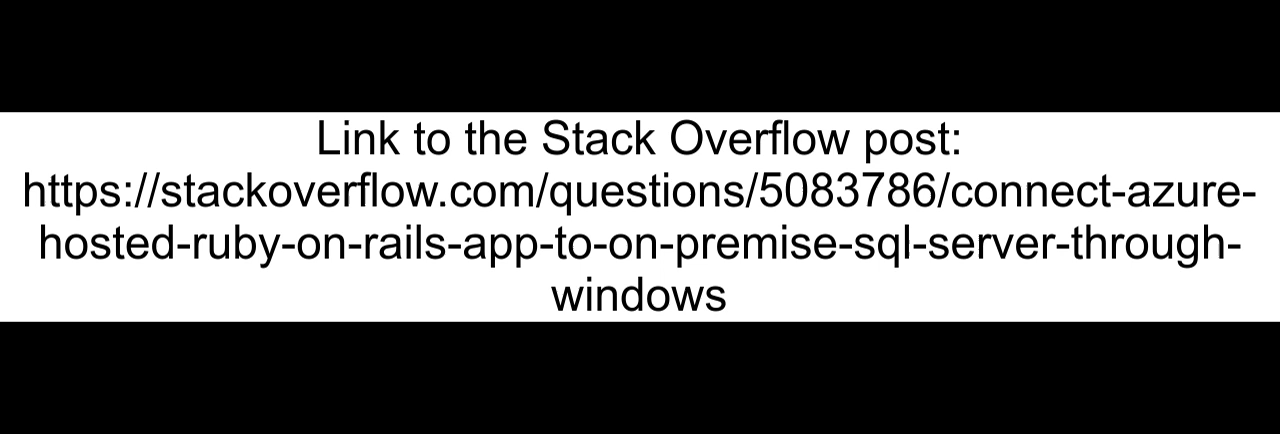 Link to the Stack Overflow post:
https://stackoverflow.com/questions/5083786/connect-azure-
hosted-ruby-on-rails-app-to-on-premise-sql-server-through-
windows